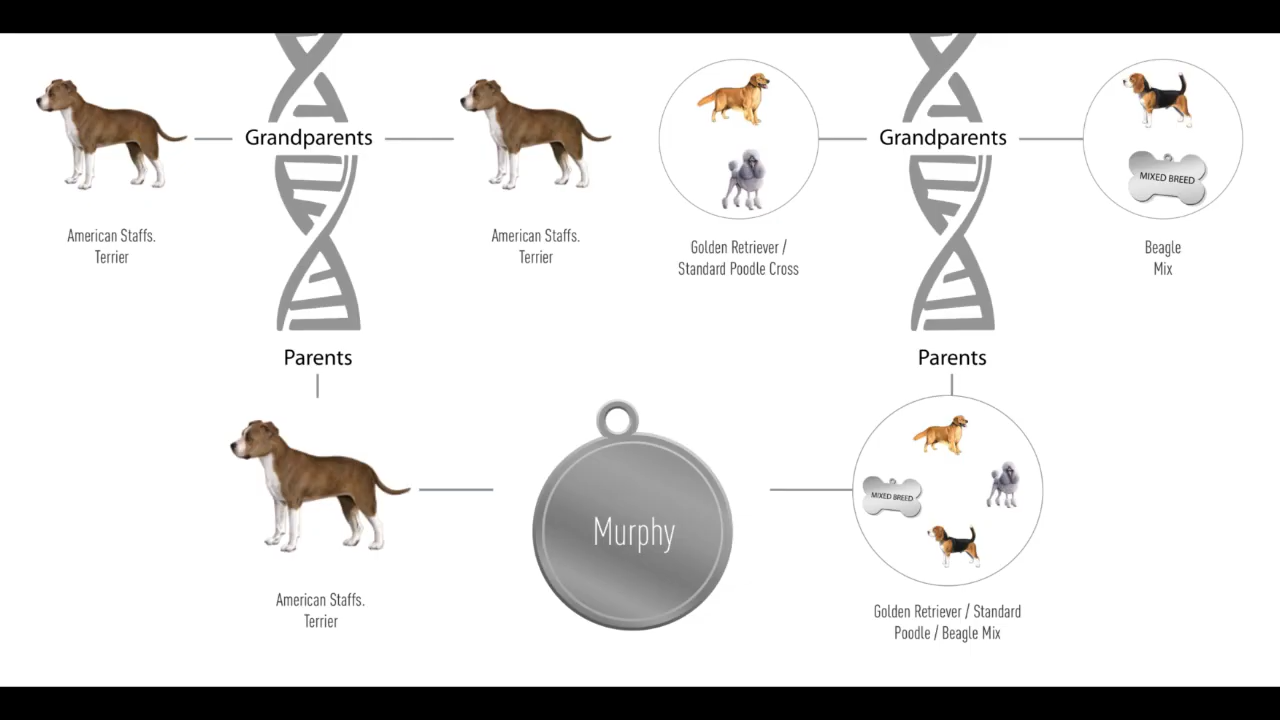 Grandparents
Grandparents
MIXED BREED
American Staffs.
Terrier
American Staffs.
Terrier
Golden Retriever /
Standard Poodle Cross
Beagle
Mix
Parents
Parents
MIXED BREED
Murphy
American Staffs.
Terrier
Golden Retriever / Standard
Poodle / Beagle Mix